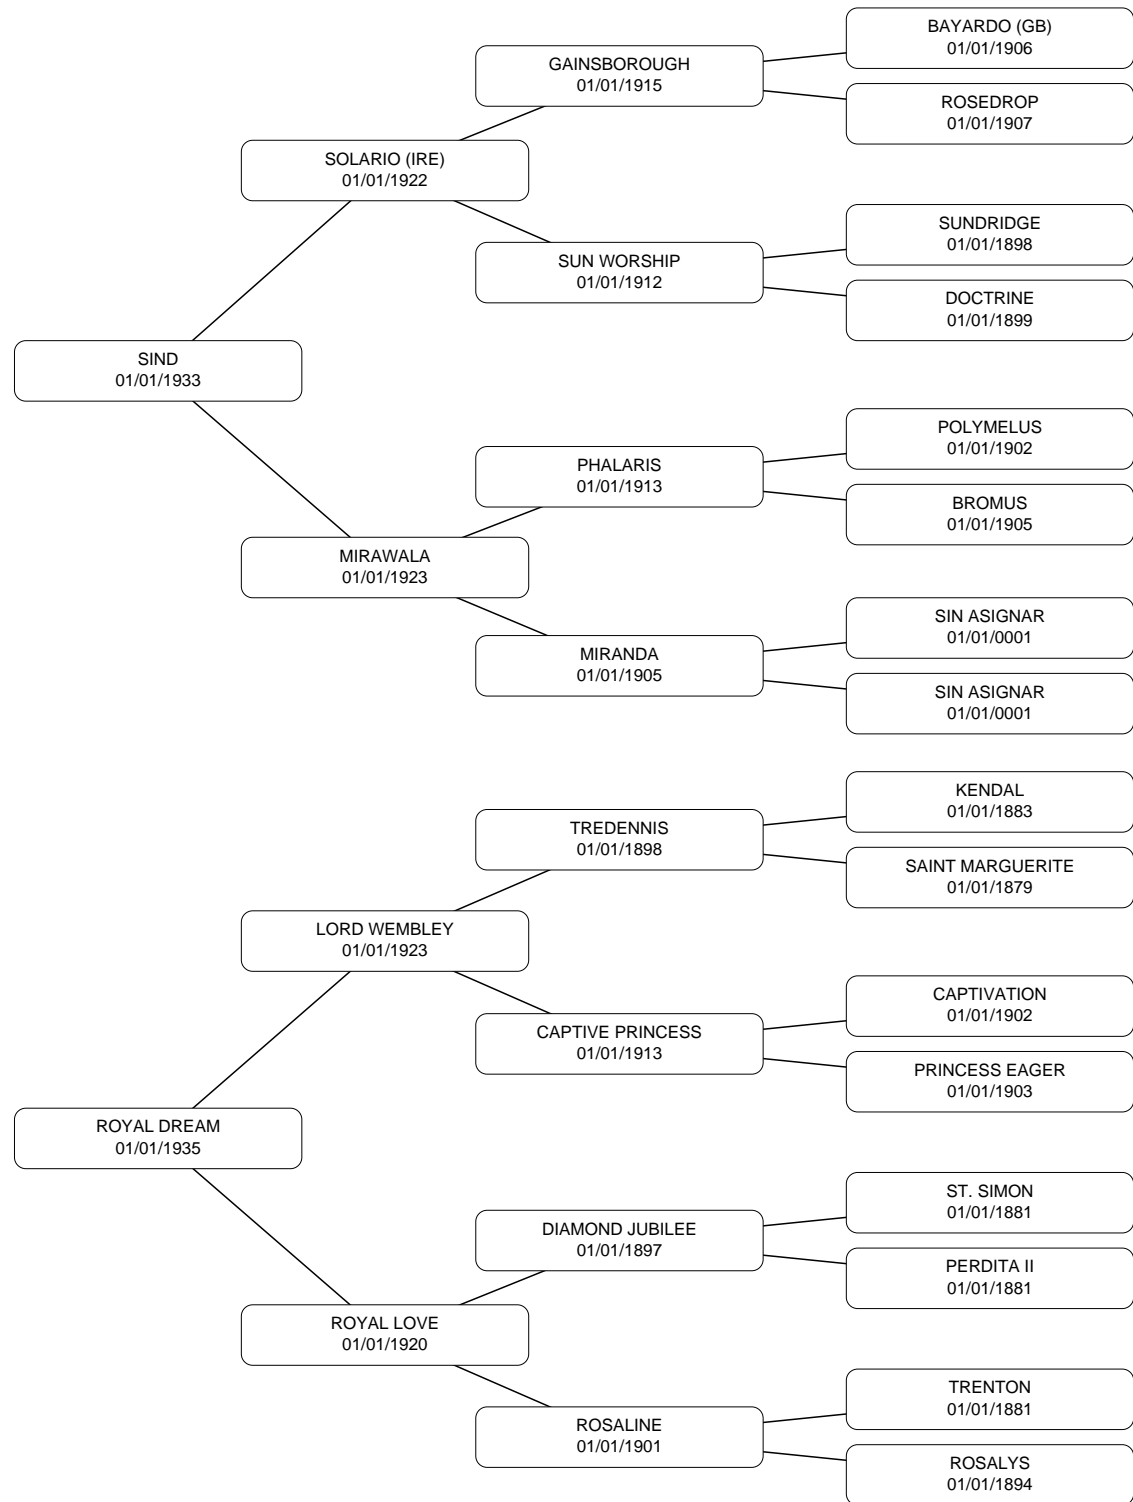 BAYARDO (GB)
01/01/1906
GAINSBOROUGH
01/01/1915
ROSEDROP
01/01/1907
SOLARIO (IRE)
01/01/1922
SUNDRIDGE
01/01/1898
SUN WORSHIP
01/01/1912
DOCTRINE
01/01/1899
SIND
01/01/1933
POLYMELUS
01/01/1902
PHALARIS
01/01/1913
BROMUS
01/01/1905
MIRAWALA
01/01/1923
SIN ASIGNAR
01/01/0001
MIRANDA
01/01/1905
SIN ASIGNAR
01/01/0001
KENDAL
01/01/1883
TREDENNIS
01/01/1898
SAINT MARGUERITE
01/01/1879
LORD WEMBLEY
01/01/1923
CAPTIVATION
01/01/1902
CAPTIVE PRINCESS
01/01/1913
PRINCESS EAGER
01/01/1903
ROYAL DREAM
01/01/1935
ST. SIMON
01/01/1881
DIAMOND JUBILEE
01/01/1897
PERDITA II
01/01/1881
ROYAL LOVE
01/01/1920
TRENTON
01/01/1881
ROSALINE
01/01/1901
ROSALYS
01/01/1894